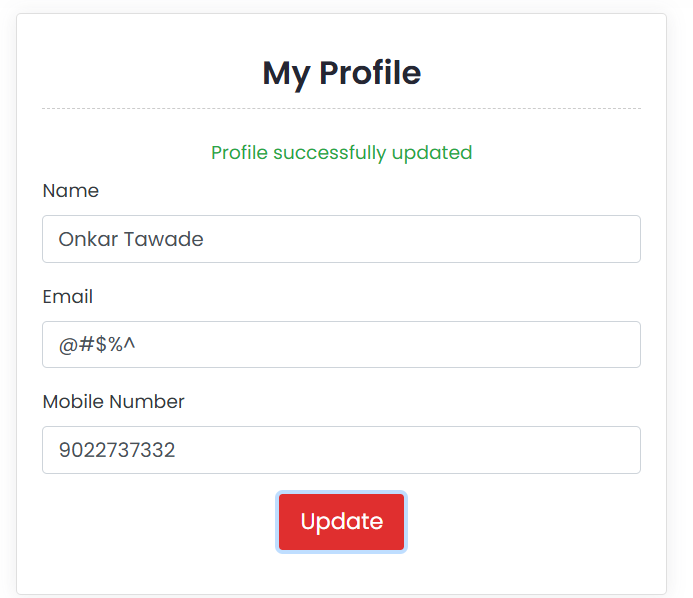 My Profile
Profile successfully updated
Name
Onkar Tawade
Email
@#$%^
Mobile Number
9022737332
Update